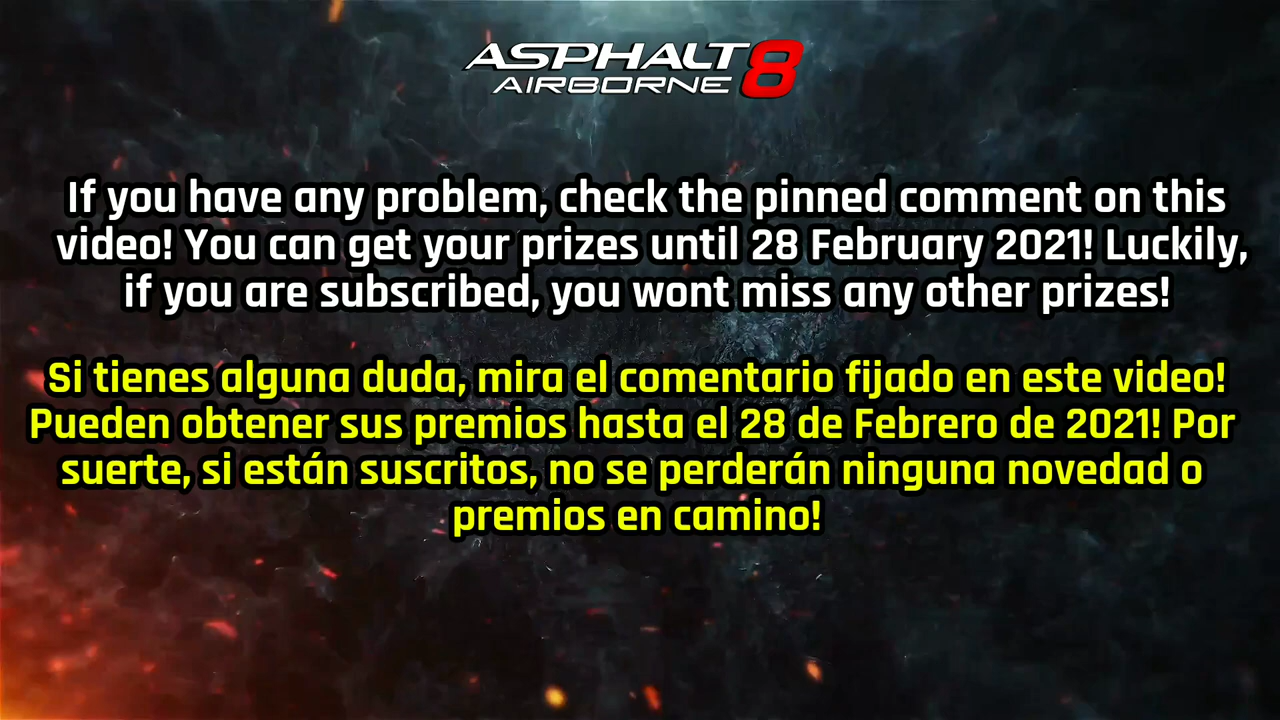 ASPHALT 8
AIRBORNE
If you have any problem, check the pinned comment on this
video! You can get your prizes until 28 February 2021! Luckily,
if you are subscribed, you wont miss any other prizes!
Si tienes alguna duda, mira el comentario fijado en este video!
Pueden obtener sus premios hasta el 28 de Febrero de 2021! Por
suerte, si están suscritos, no se perderán ninguna novedad o
premios en camino!